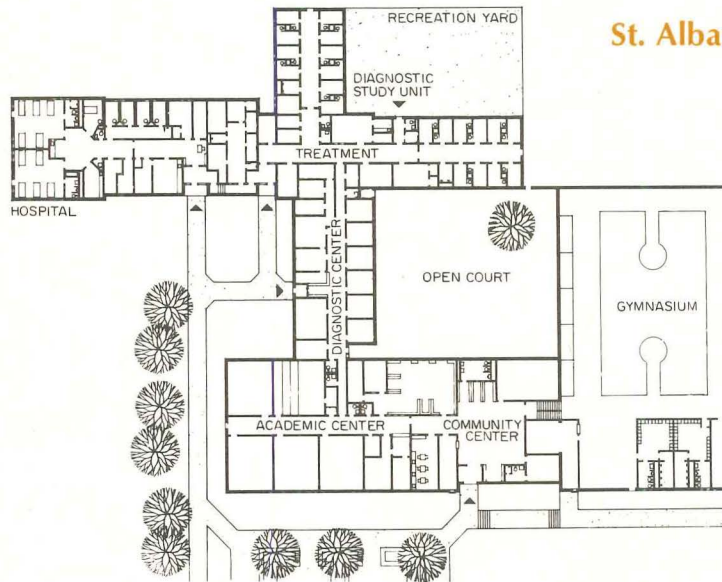 RECREATION YARD
St. Alba
DIAGNOSTIC
STUDY UNIT
TREATMENT
HOSPITAL
DIAGNOSTIC CENTER
OPEN COURT
GYMNASIUM
ACADEMIC CENTER
COMMUNITY
CENTER